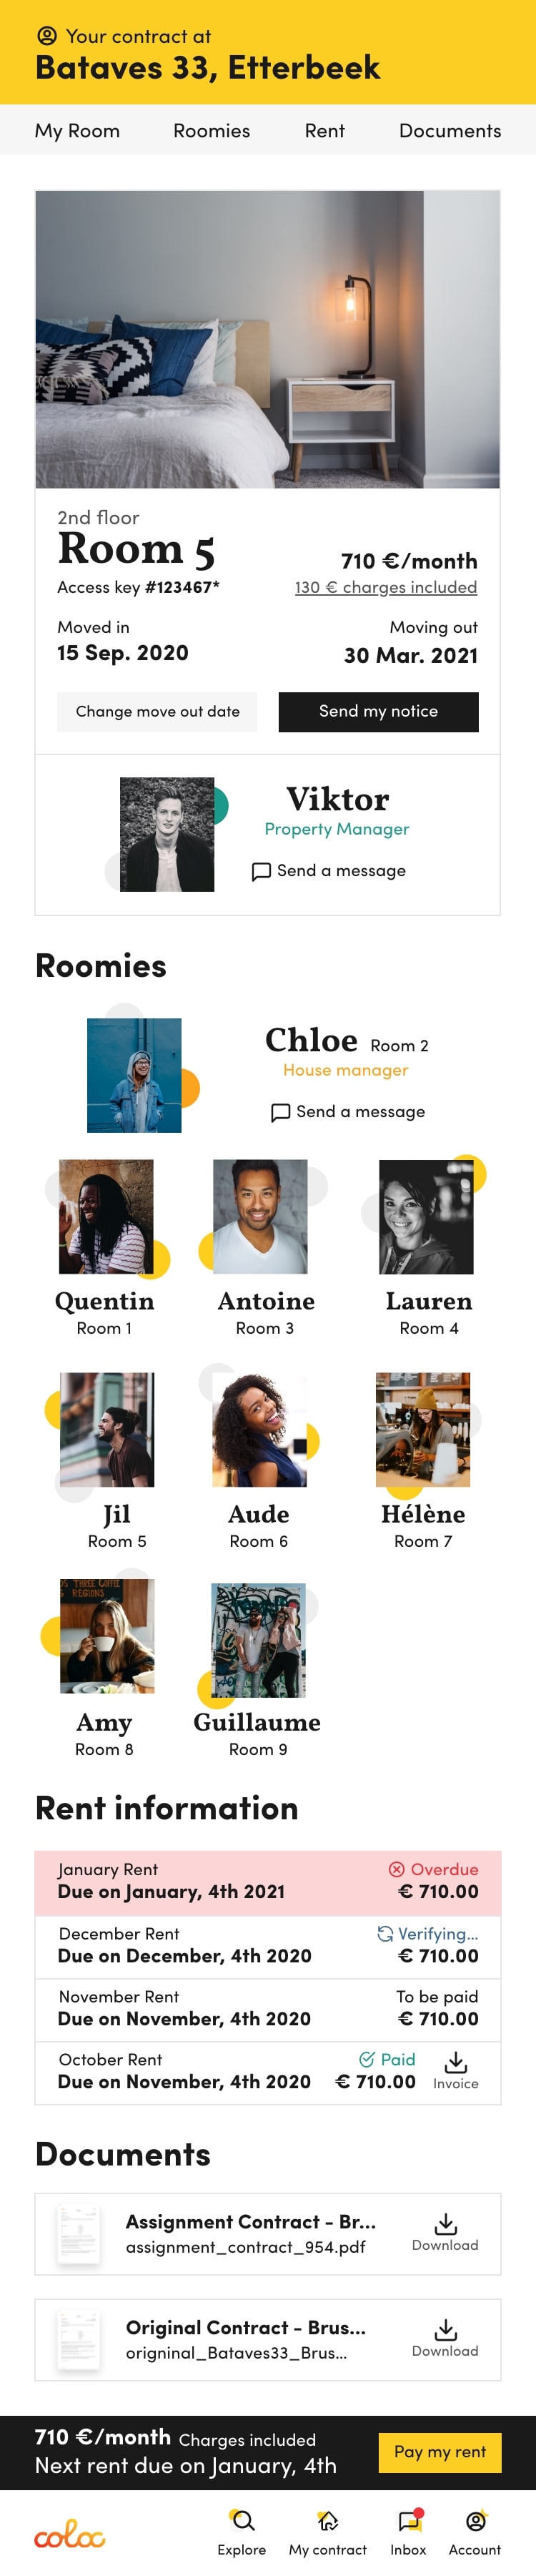 Your contract at
Bataves 33, Etterbeek
My Room Roomies Rent Documents
2nd floor
Room 5
710 €/month
Access key #123467*
130 € charges included
Moved in
Moving out
15 Sep. 2020
30 Mar. 2021
Change move out date
Send my notice
Viktor
Property Manager
Send a message
Roomies
Chloe Room 2
House manager
Send a message
Quentin
Room 1
Antoine
Room 3
Lauren
Room 4
Jil
Room 5
Aude
Room 6
Hélène
Room 7
THREE COFFEE
REGIONS
Amy
Room 8
Guillaume
Room 9
Rent information
January Rent Overdue
Due on January, 4th 2021 € 710.00
December Rent Verifying...
Due on December, 4th 2020 € 710.00
November Rent To be paid
Due on November, 4th 2020 € 710.00
October Rent Paid
Due on November, 4th 2020 € 710.00 Invoice
Documents
Assignment Contract - Br...
assignment_contract_954.pdf
Download
Original Contract - Brus...
origninal_Bataves33_Brus...
Download
710 €/month Charges included
Next rent due on January, 4th
Pay my rent
coloc
Explore My contract Inbox Account